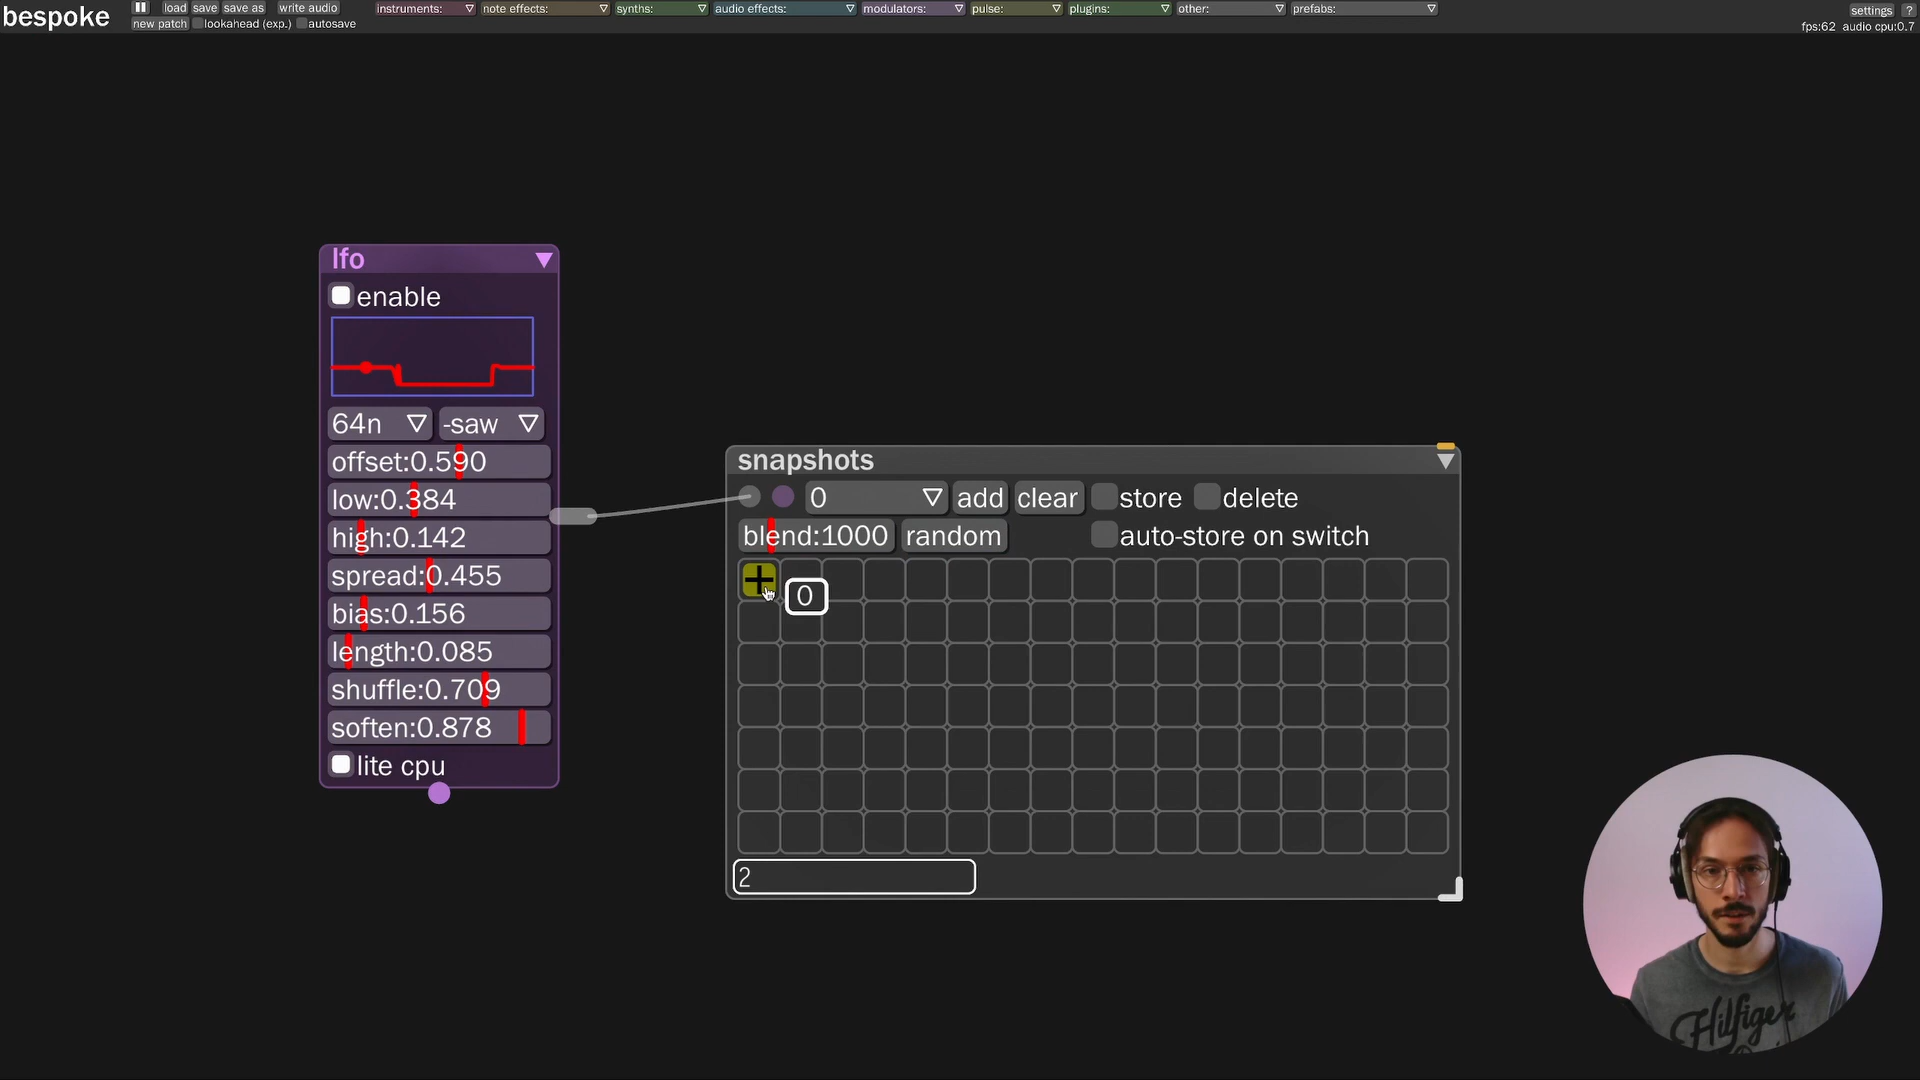 bespoke
load save save as write audio
new patch lookahead (exp.) autosave
instruments: note effects: synths: audio effects: modulators: pulse: plugins: other: prefabs:
settings ?
fps:62 audio cpu:0.7
lfo
enable
64n -saw
offset:0.590
low:0.384
high:0.142
spread:0.455
bias:0.156
length:0.085
shuffle:0.709
soften:0.878
lite cpu
snapshots
0 add clear store delete
blend:1000 random auto-store on switch
0
2
Hilfiger